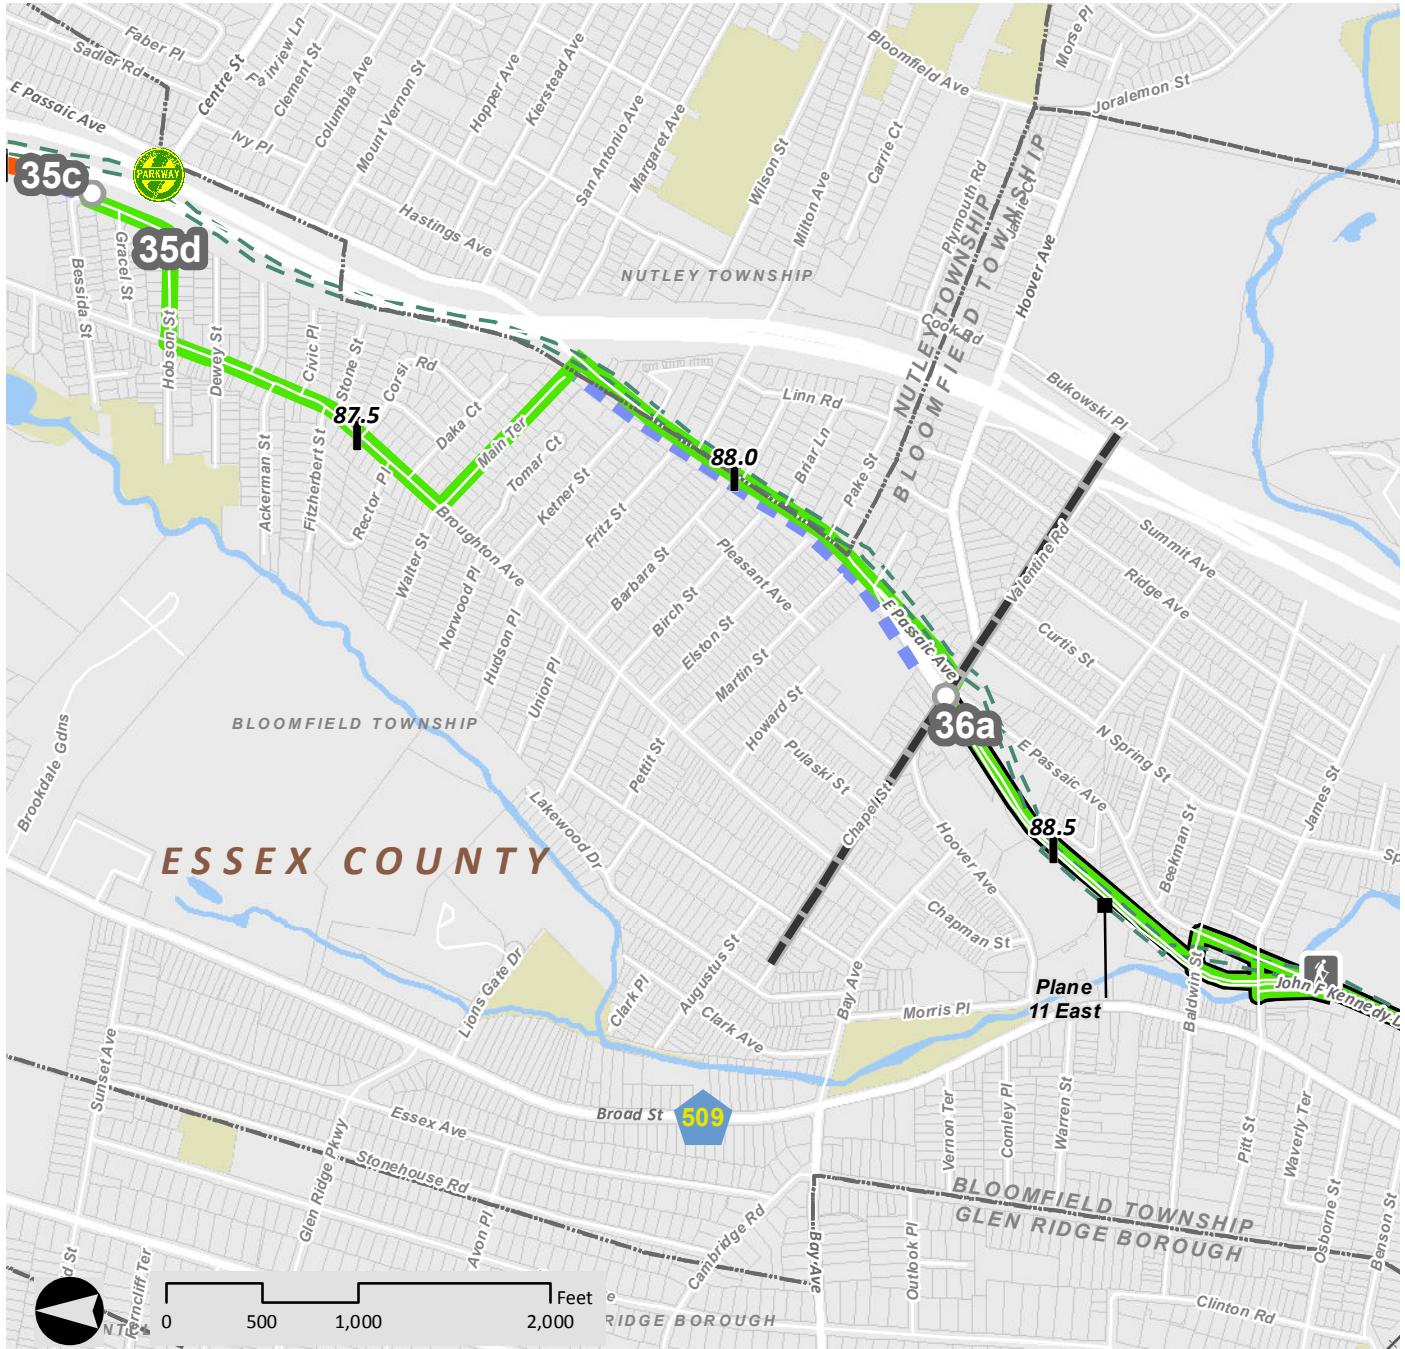 Faber Pl
Sadler Rd
E Passaic Ave
Centre St
Fairview Ln
Clement St
Columbia Ave
Mount Vernon St
Ivy Pl
Hopper Ave
Kierstead Ave
San Antonio Ave
Margaret Ave
Wilson St
Milton Ave
Carrie Ct
Bloomfield Ave
Morse Pl
Joralemon St
Plymouth Rd
Jamie Ct
Hoover Ave
PARKWAY
35c
35d
Hastings Ave
NUTLEY TOWNSHIP
NUTLEY TOWNSHIP
BLOOMFIELD TOWNSHIP
Cook Rd
Bukowski Pl
Bessida St
Gracel St
Hobson St
Dewey St
Civic Pl
Stone St
Corsi Rd
Daka Ct
87.5
Main Ter
Tomar Ct
Linn Rd
88.0
Briar Ln
Pake St
Ackerman St
Fitzherbert St
Rector Pl
Walter St
Broughton Ave
Norwood Pl
Hudson Pl
Union Pl
Ketner St
Fritz St
Barbara St
Birch St
Elston St
Martin St
Pleasant Ave
E Passaic Ave
Valentine Rd
Summit Ave
Ridge Ave
Curtis St
N Spring St
E Passaic Ave
36a
BLOOMFIELD TOWNSHIP
Brookdale Gdns
Pettit St
Howard St
Pulaski St
Chapel St
Lakewood Dr
Hoover Ave
88.5
James St
Beekman St
Sp
ESSEX COUNTY
Chapman St
Plane
11 East
Baldwin St
John F Kennedy D
Lions Gate Dr
Clark Pl
Augustus St
Clark Ave
Bay Ave
Morris Pl
Sunset Ave
Essex Ave
Broad St
509
Stonehouse Rd
Glen Ridge Pkwy
Avon Pl
Cambridge Rd
Bay Ave
Vernon Ter
Comley Pl
Warren St
Pitt St
Waverly Ter
Osborne St
Benson St
BLOOMFIELD TOWNSHIP
GLEN RIDGE BOROUGH
Outlook Pl
Clinton Rd
d St
Ferncliff Ter
RIDGE BOROUGH
Feet
0 500 1,000 2,000